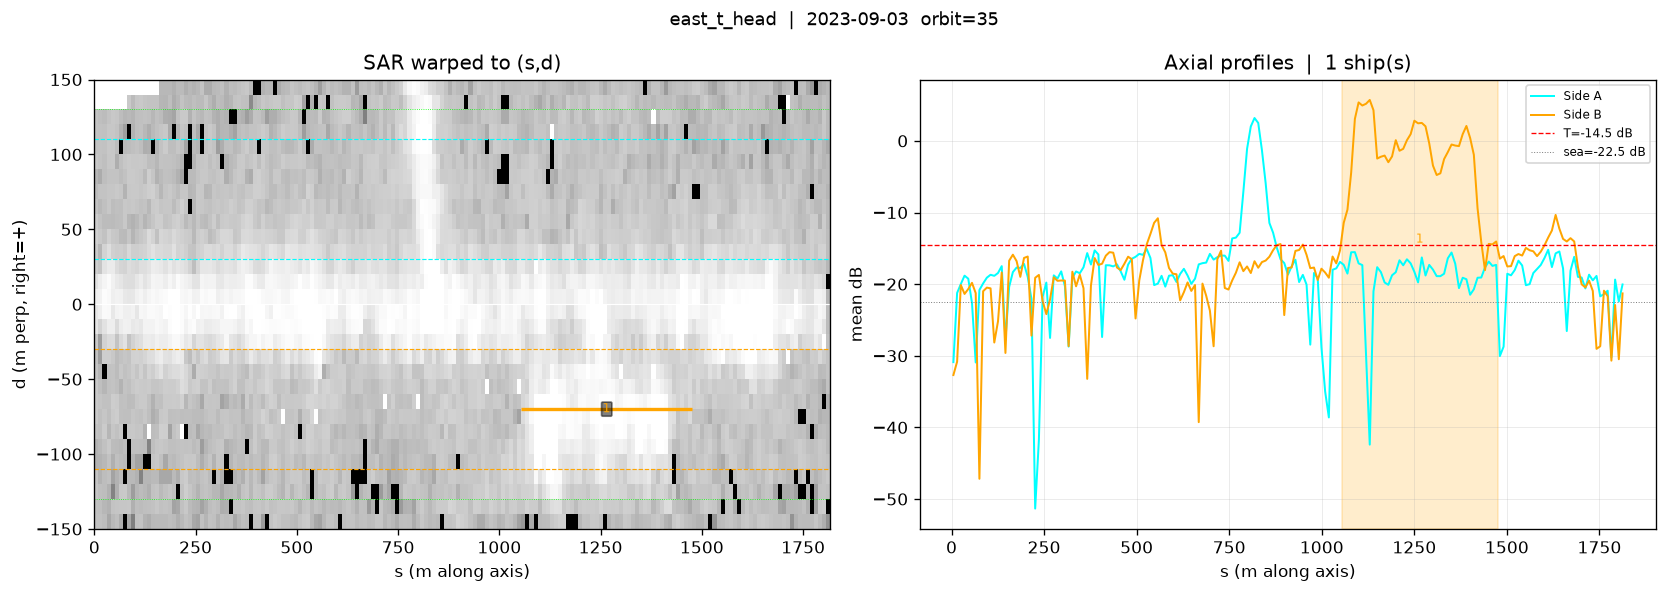 east_t_head  |  2023-09-03  orbit=35
SAR warped to (s,d)
150
100
50
0
−50
−100
−150
d (m perp, right=+)
1
0
250
500
750
1000
1250
1500
1750
s (m along axis)
Axial profiles  |  1 ship(s)
Side A
Side B
T=-14.5 dB
sea=-22.5 dB
0
−10
−20
−30
−40
−50
mean dB
1
0
250
500
750
1000
1250
1500
1750
s (m along axis)